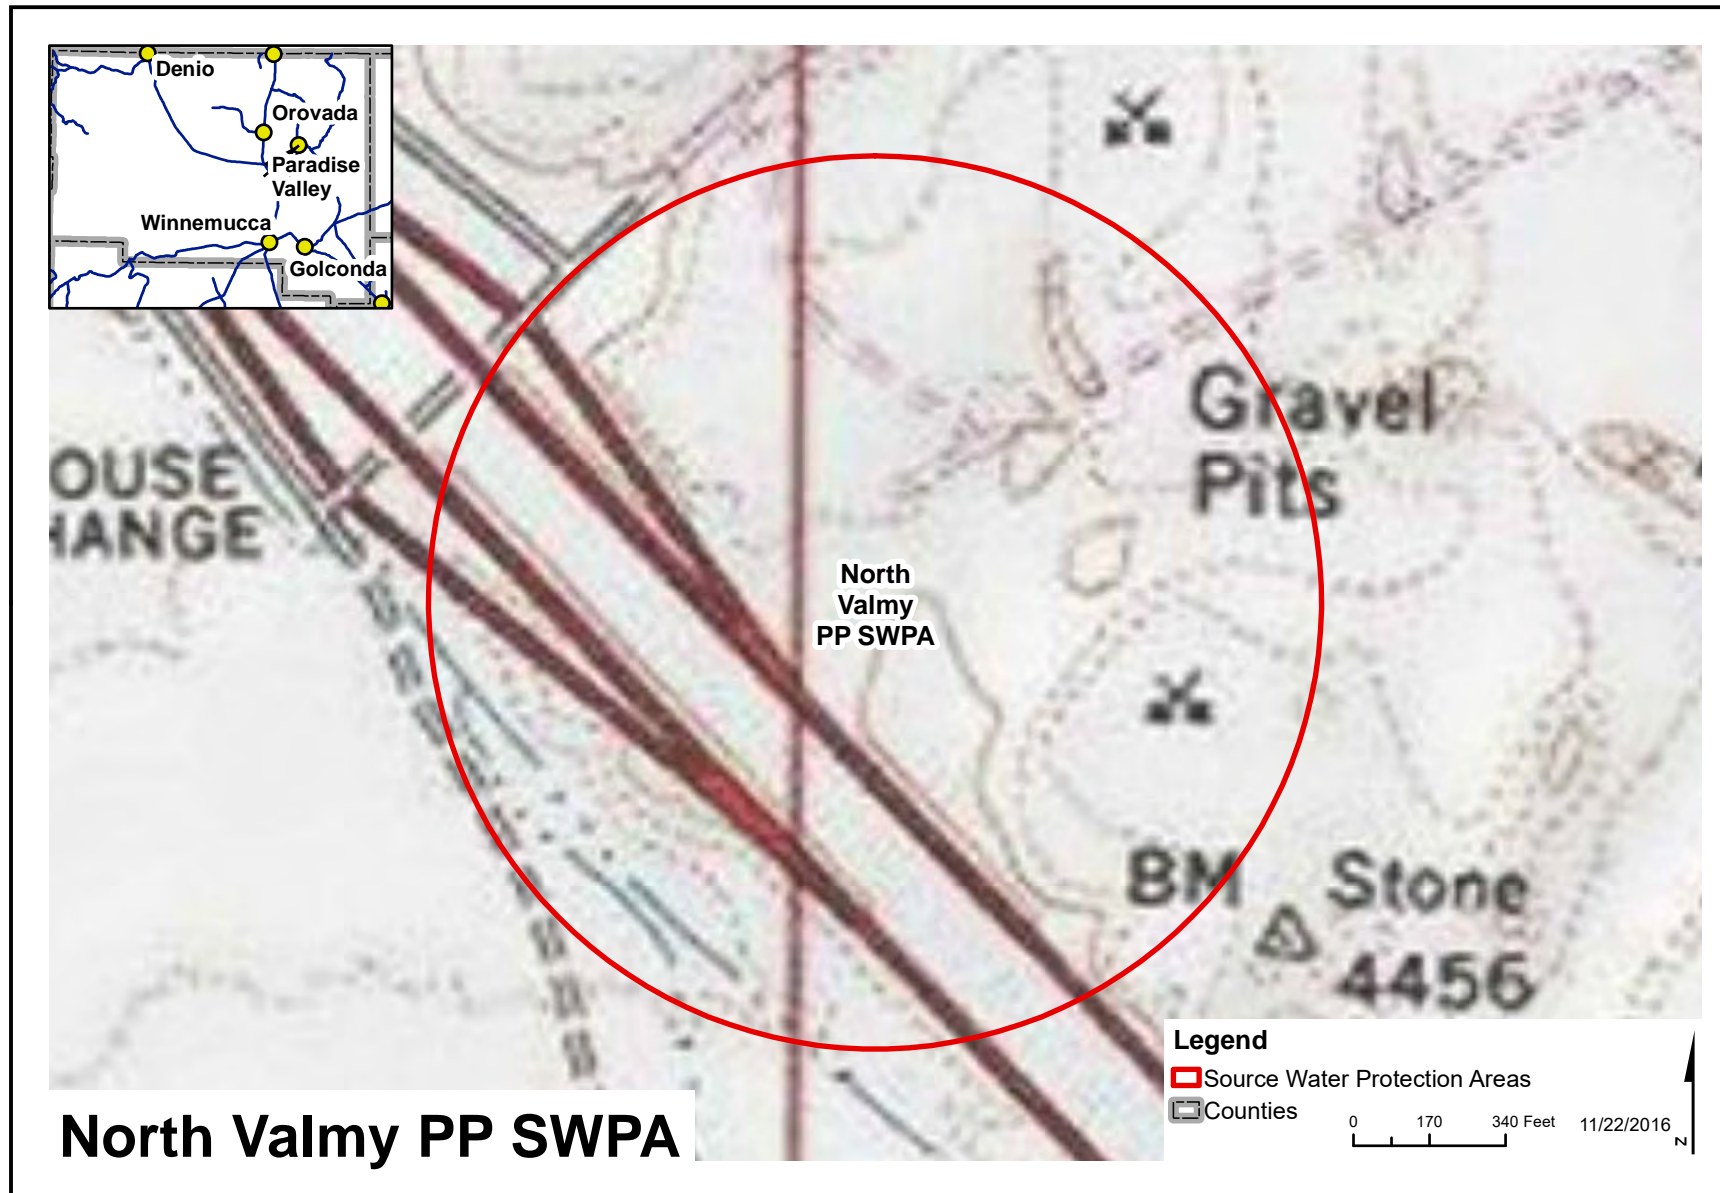 Denio
Orovada
Paradise
Valley
Winnemucca
Golconda
Gravel
Pits
OUSE
HANGE
North
Valmy
PP SWPA
BM Stone
4456
Legend
Source Water Protection Areas
Counties
0 170 340 Feet
11/22/2016
N
North Valmy PP SWPA